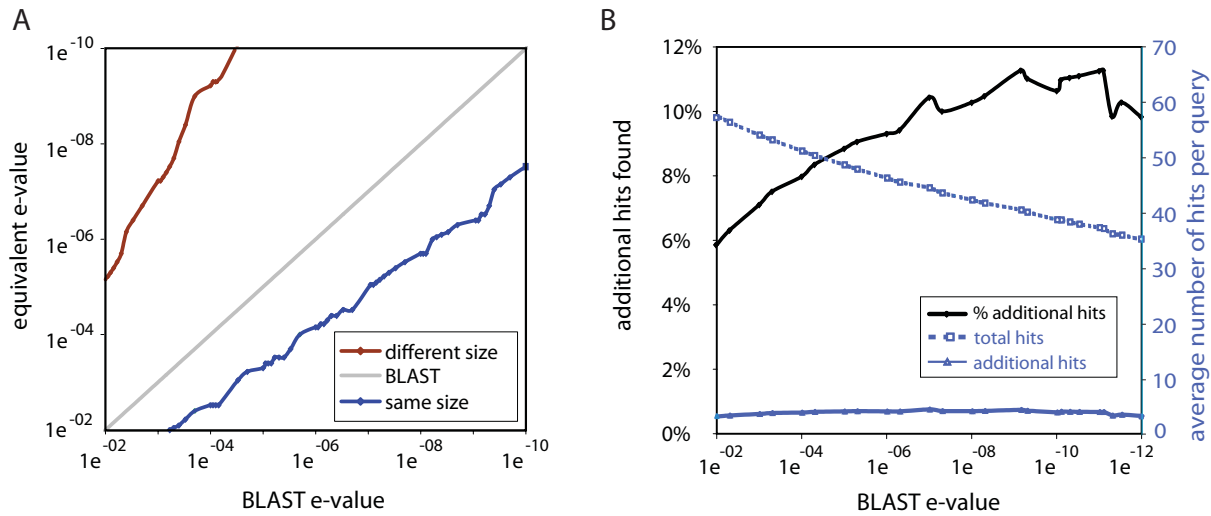 A
equivalent e-value
1e-10
1e-08
1e-06
1e-04
1e-02
1e-02
1e-04
1e-06
1e-08
1e-10
BLAST e-value
different size
BLAST
same size
B
additional hits found
12%
10%
8%
6%
4%
2%
0%
1e-02
1e-04
1e-06
1e-08
1e-10
1e-12
BLAST e-value
% additional hits
total hits
additional hits
70
60
50
40
30
20
10
0
average number of hits per query